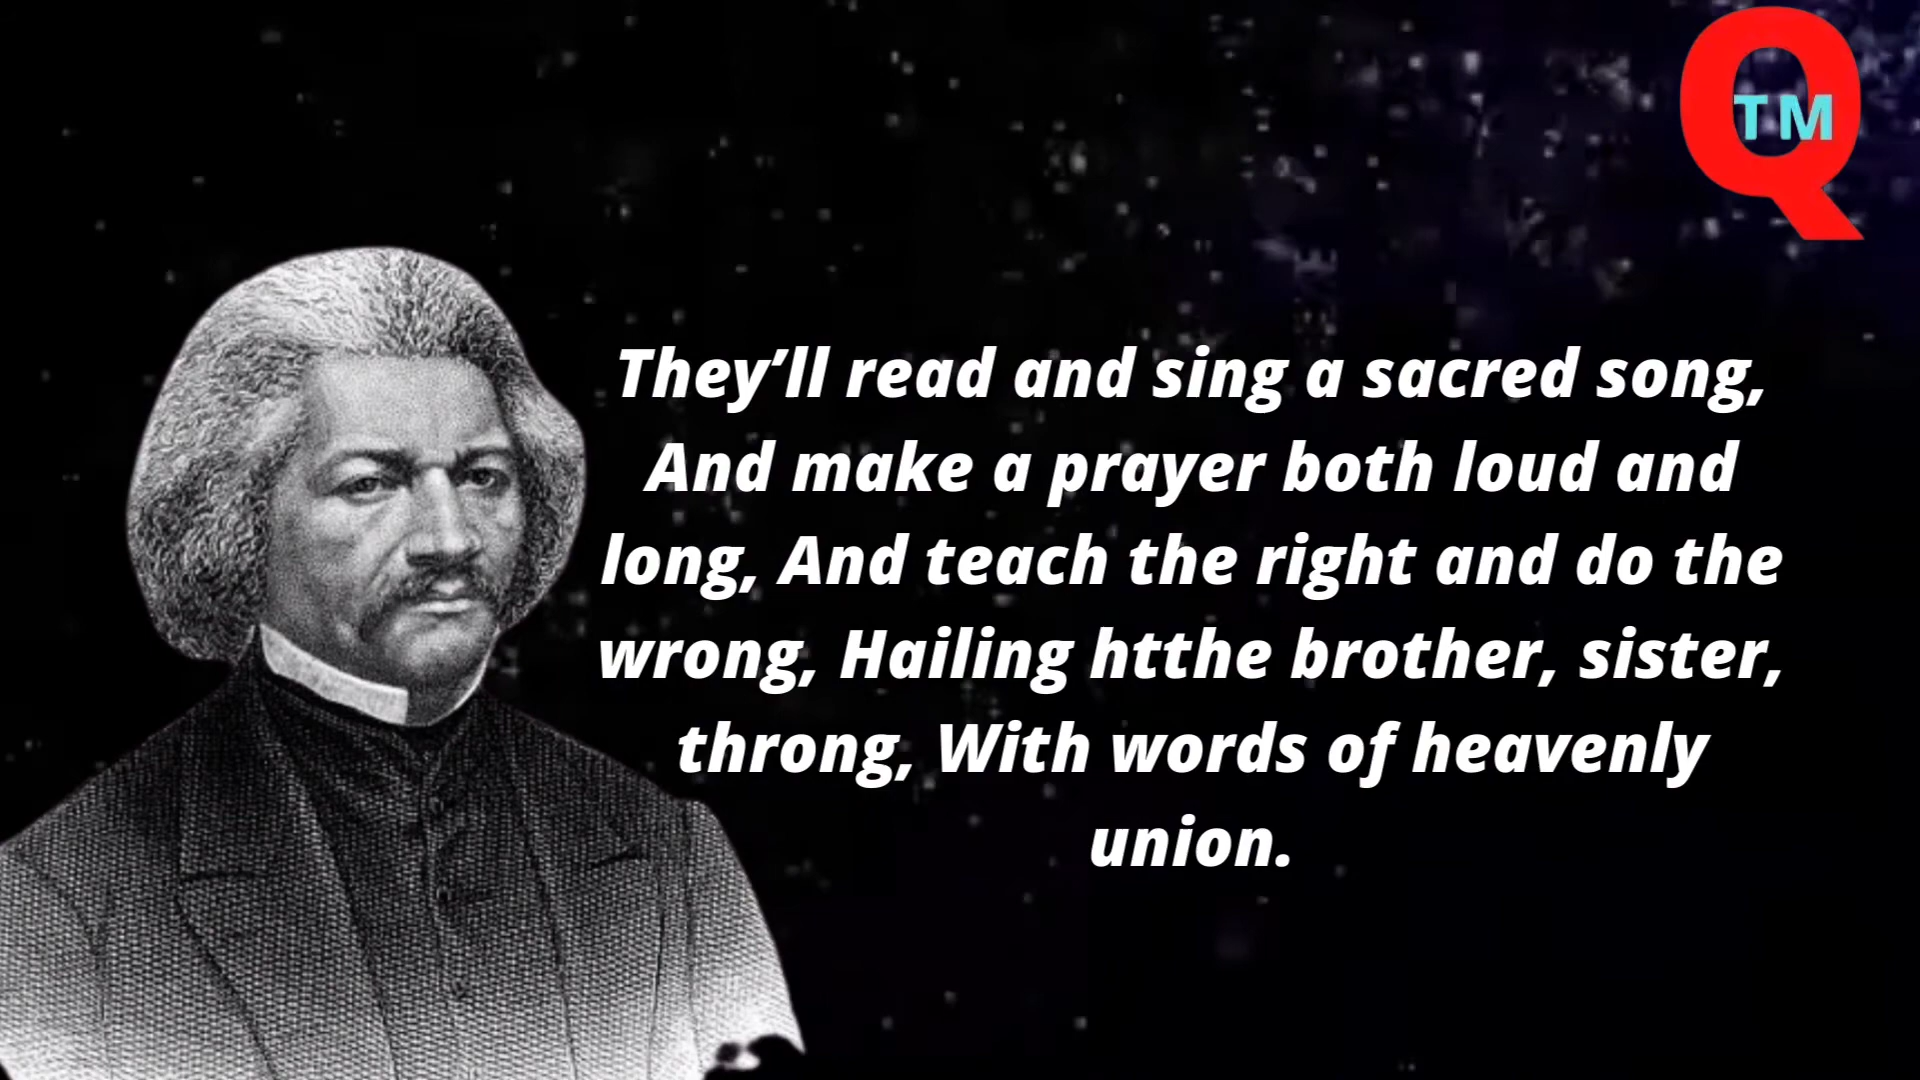 Q
TM
They’ll read and sing a sacred song,
And make a prayer both loud and
long, And teach the right and do the
wrong, Hailing htthe brother, sister,
throng, With words of heavenly
union.